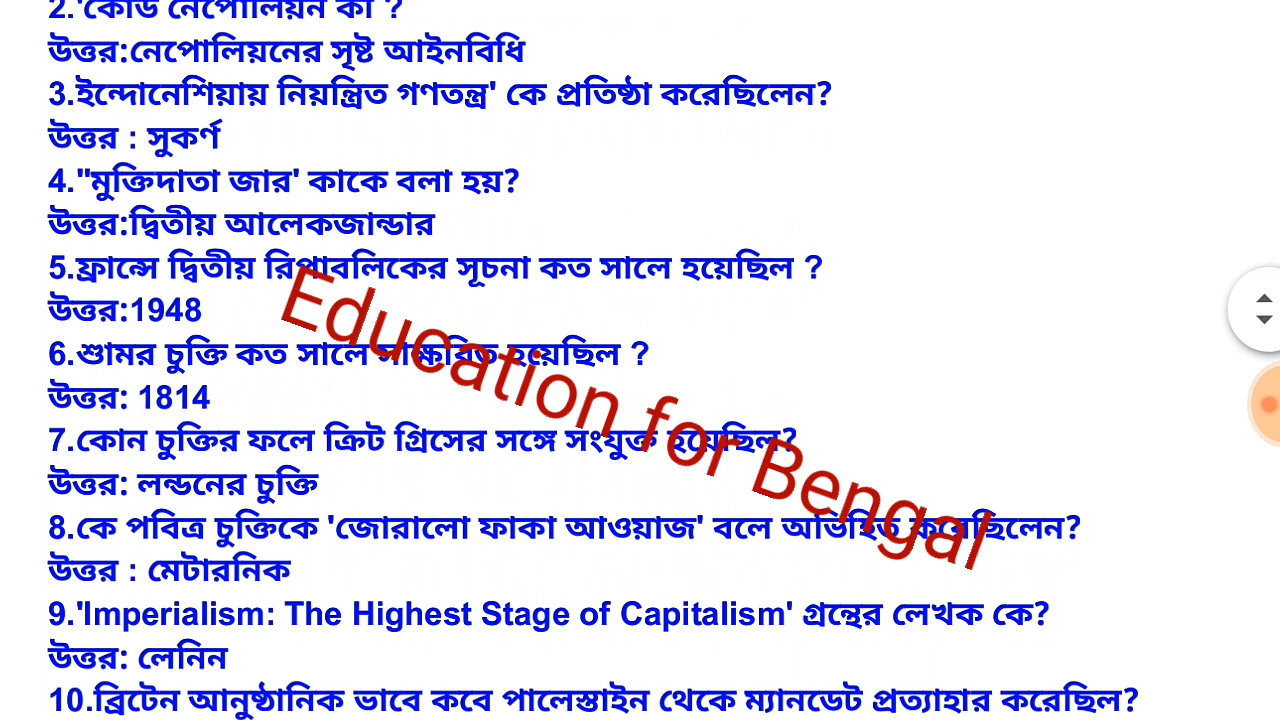 2.'কোড নেপোলিয়ন কী ?
উত্তর:নেপোলিয়নের সৃষ্ট আইনবিধি
3.ইন্দোনেশিয়ায় নিয়ন্ত্রিত গণতন্ত্র' কে প্রতিষ্ঠা করেছিলেন?
উত্তর : সুকর্ণ
4."মুক্তিদাতা জার' কাকে বলা হয়?
উত্তর:দ্বিতীয় আলেকজান্ডার
5.ফ্রান্সে দ্বিতীয় রিপাবলিকের সূচনা কত সালে হয়েছিল ?
উত্তর:1948
6.শুামর চুক্তি কত সালে সাক্ষরিত হয়েছিল ?
উত্তর: 1814
7.কোন চুক্তির ফলে ক্রিট গ্রিসের সঙ্গে সংযুক্ত হয়েছিল?
উত্তর: লন্ডনের চুক্তি
8.কে পবিত্র চুক্তিকে 'জোরালো ফাকা আওয়াজ' বলে অভিহিত করেছিলেন?
উত্তর : মেটারনিক
9.'Imperialism: The Highest Stage of Capitalism' গ্রন্থের লেখক কে?
উত্তর: লেনিন
10.ব্রিটেন আনুষ্ঠানিক ভাবে কবে পালেস্তাইন থেকে ম্যানডেট প্রত্যাহার করেছিল?
Education for Bengal